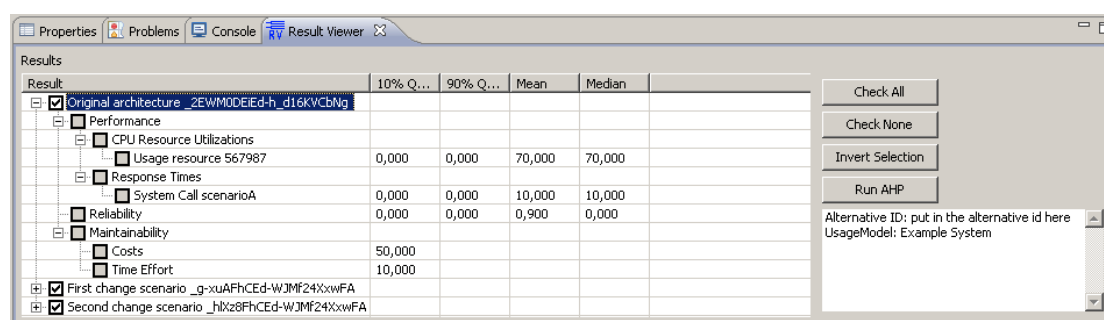 Properties Problems Console RV Result Viewer
Results
Result 10% Q... 90% Q... Mean Median
Original architecture _2EWM0DEiEd-h_d16KVCbNg
Performance
CPU Resource Utilizations
Usage resource 567987 0,000 0,000 70,000 70,000
Response Times
System Call scenarioA 0,000 0,000 10,000 10,000
Reliability 0,000 0,000 0,900 0,000
Maintainability
Costs 50,000
Time Effort 10,000
First change scenario _g-xuAFhCEd-WJMf24XxwFA
Second change scenario _hlXz8FhCEd-WJMf24XxwFA
Check All
Check None
Invert Selection
Run AHP
Alternative ID: put in the alternative id here
UsageModel: Example System